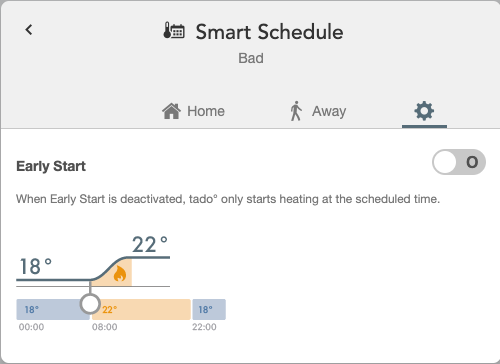 Smart Schedule
Bad
Home
Away
Early Start
O
When Early Start is deactivated, tado° only starts heating at the scheduled time.
18°
22°
18° 22° 18°
00:00 08:00 22:00